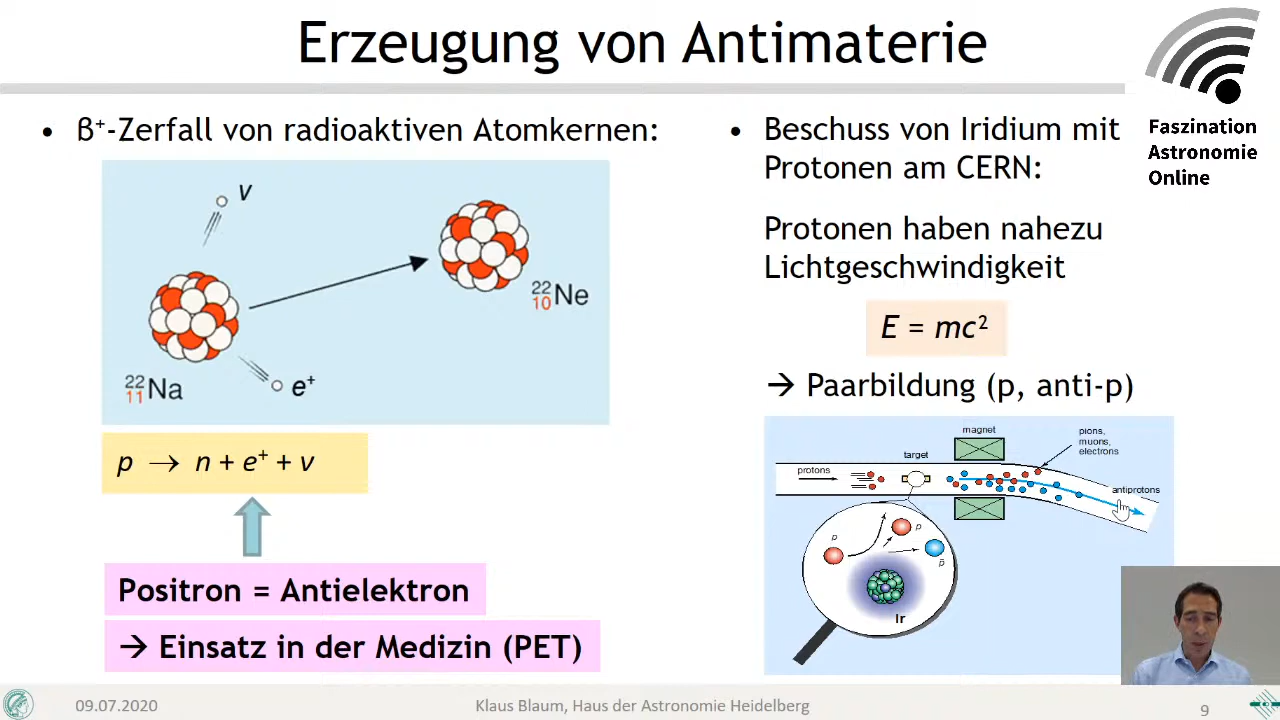 Erzeugung von Antimaterie
Faszination
Astronomie
Online
• ß⁺-Zerfall von radioaktiven Atomkernen:
ν
²²₁₀Ne
²²₁₁Na
e⁺
p → n + e⁺ + ν
Positron = Antielektron
→ Einsatz in der Medizin (PET)
• Beschuss von Iridium mit
Protonen am CERN:
Protonen haben nahezu
Lichtgeschwindigkeit
E = mc²
→ Paarbildung (p, anti-p)
magnet
pions,
muons,
electrons
target
protons
antiprotons
p
p
p̄
Ir
09.07.2020
Klaus Blaum, Haus der Astronomie Heidelberg
9